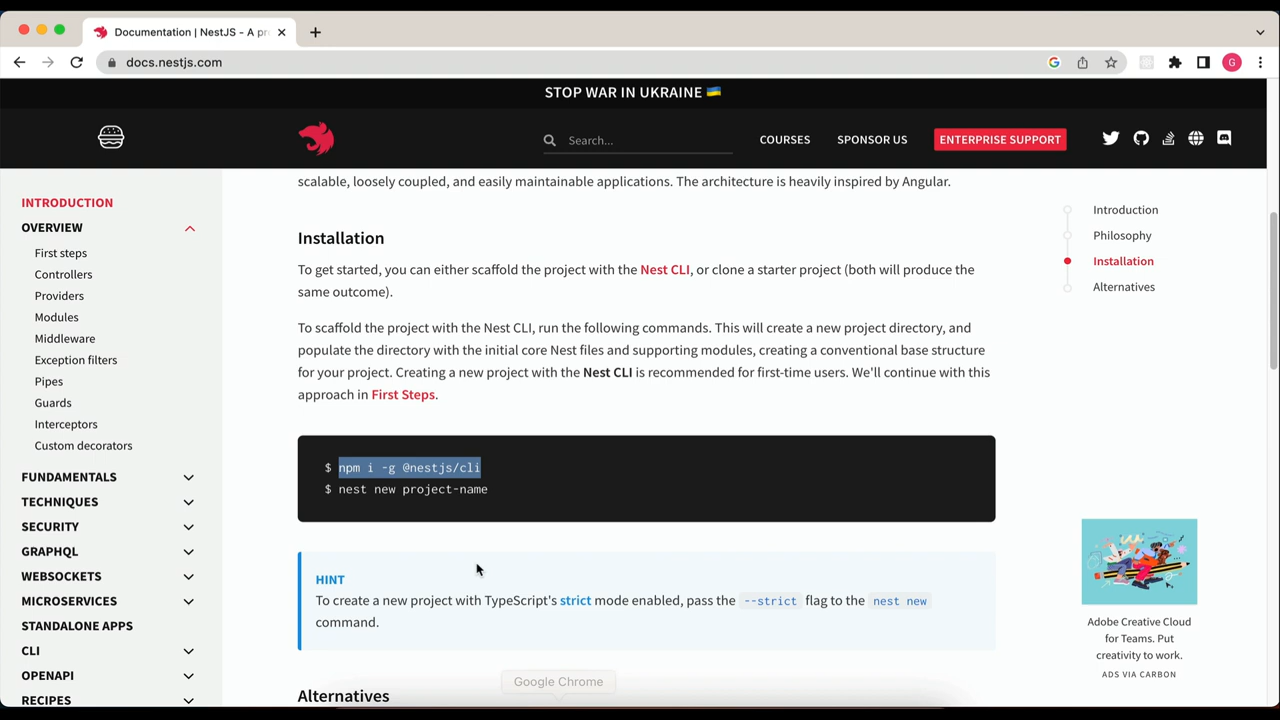 Documentation | NestJS - A pr
docs.nestjs.com
G
STOP WAR IN UKRAINE 🇺🇦
Search...
COURSES
SPONSOR US
ENTERPRISE SUPPORT
INTRODUCTION
OVERVIEW
First steps
Controllers
Providers
Modules
Middleware
Exception filters
Pipes
Guards
Interceptors
Custom decorators
FUNDAMENTALS
TECHNIQUES
SECURITY
GRAPHQL
WEBSOCKETS
MICROSERVICES
STANDALONE APPS
CLI
OPENAPI
RECIPES
scalable, loosely coupled, and easily maintainable applications. The architecture is heavily inspired by Angular.
Installation
To get started, you can either scaffold the project with the Nest CLI, or clone a starter project (both will produce the
same outcome).
To scaffold the project with the Nest CLI, run the following commands. This will create a new project directory, and
populate the directory with the initial core Nest files and supporting modules, creating a conventional base structure
for your project. Creating a new project with the Nest CLI is recommended for first-time users. We'll continue with this
approach in First Steps.
$ npm i -g @nestjs/cli
$ nest new project-name
HINT
To create a new project with TypeScript's strict mode enabled, pass the --strict flag to the nest new
command.
Google Chrome
Alternatives
Introduction
Philosophy
Installation
Alternatives
Adobe Creative Cloud
for Teams. Put
creativity to work.
ADS VIA CARBON